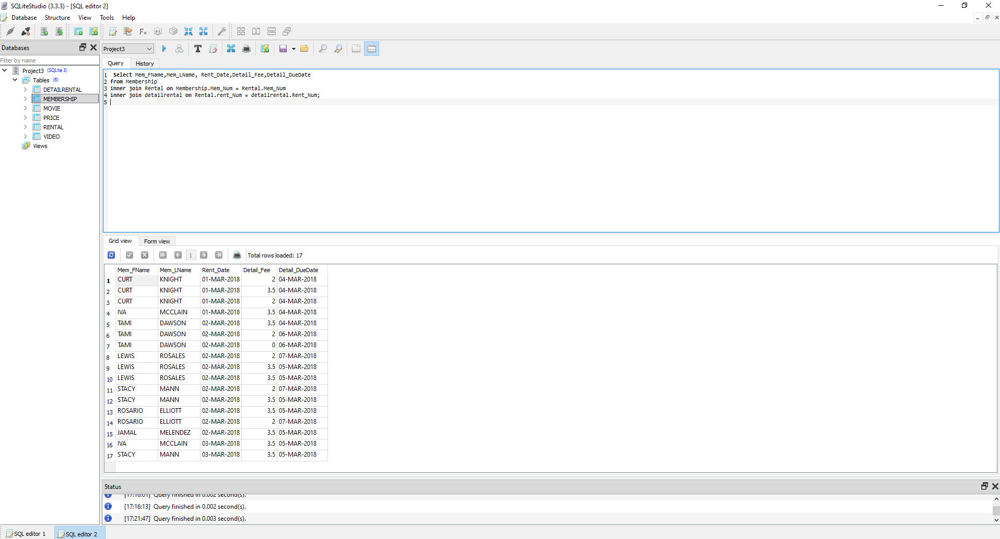 SQLiteStudio (3.3.3) - [SQL editor 2]
Database Structure View Tools Help
Databases
Project3
Filter by name
Project3 (SQLite 3)
Tables (6)
DETAILRENTAL
MEMBERSHIP
MOVIE
PRICE
RENTAL
VIDEO
Views
Query History
1 Select Mem_FName,Mem_LName, Rent_Date,Detail_Fee,Detail_DueDate
2 from Membership
3 inner join Rental on Membership.Mem_Num = Rental.Mem_Num
4 inner join detailrental on Rental.rent_Num = detailrental.Rent_Num;
5
Grid view Form view
1 Total rows loaded: 17
Mem_FName Mem_LName Rent_Date Detail_Fee Detail_DueDate
1 CURT KNIGHT 01-MAR-2018 2 04-MAR-2018
2 CURT KNIGHT 01-MAR-2018 3.5 04-MAR-2018
3 CURT KNIGHT 01-MAR-2018 2 04-MAR-2018
4 IVA MCCLAIN 01-MAR-2018 3.5 04-MAR-2018
5 TAMI DAWSON 02-MAR-2018 3.5 04-MAR-2018
6 TAMI DAWSON 02-MAR-2018 2 06-MAR-2018
7 TAMI DAWSON 02-MAR-2018 0 06-MAR-2018
8 LEWIS ROSALES 02-MAR-2018 2 07-MAR-2018
9 LEWIS ROSALES 02-MAR-2018 3.5 05-MAR-2018
10 LEWIS ROSALES 02-MAR-2018 3.5 05-MAR-2018
11 STACY MANN 02-MAR-2018 2 07-MAR-2018
12 STACY MANN 02-MAR-2018 3.5 05-MAR-2018
13 ROSARIO ELLIOTT 02-MAR-2018 3.5 05-MAR-2018
14 ROSARIO ELLIOTT 02-MAR-2018 2 07-MAR-2018
15 JAMAL MELENDEZ 02-MAR-2018 3.5 05-MAR-2018
16 IVA MCCLAIN 03-MAR-2018 3.5 05-MAR-2018
17 STACY MANN 03-MAR-2018 3.5 05-MAR-2018
Status
[17:16:01] Query finished in 0.002 second(s).
[17:16:13] Query finished in 0.002 second(s).
[17:21:47] Query finished in 0.003 second(s).
SQL editor 1 SQL editor 2